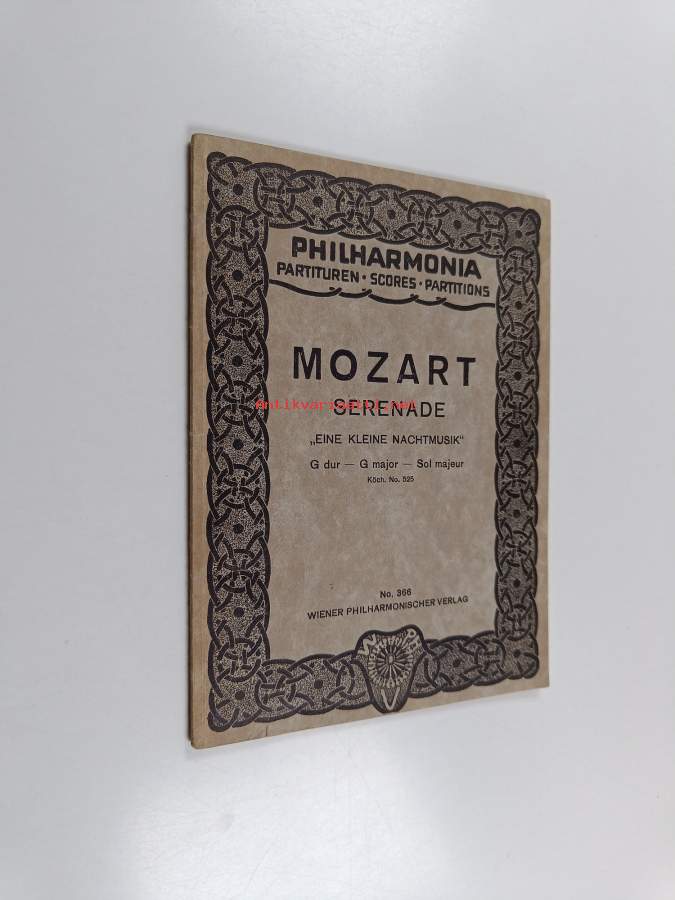 PHILHARMONIA
PARTITUREN · SCORES · PARTITIONS
MOZART
Antikvariaatti.net
SERENADE
„EINE KLEINE NACHTMUSIK"
G dur — G major — Sol majeur
Köch. No. 525
No. 366
WIENER PHILHARMONISCHER VERLAG